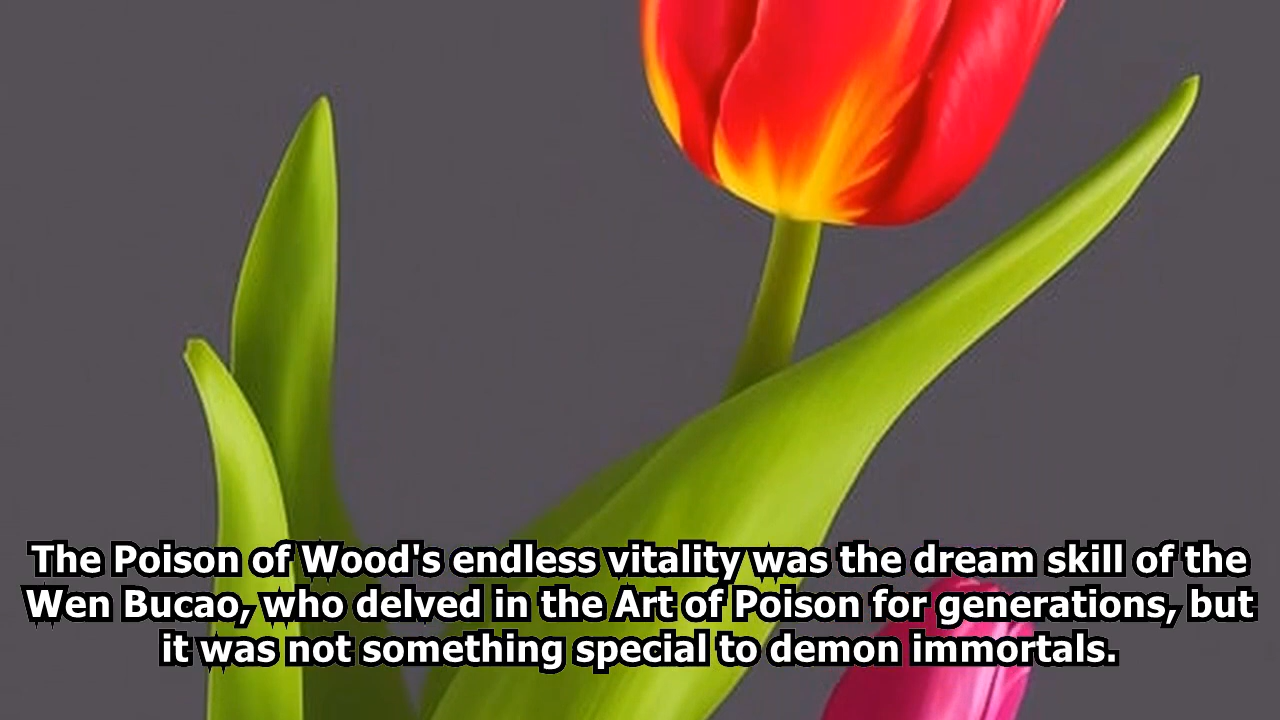 The Poison of Wood's endless vitality was the dream skill of the
Wen Bucao, who delved in the Art of Poison for generations, but
it was not something special to demon immortals.